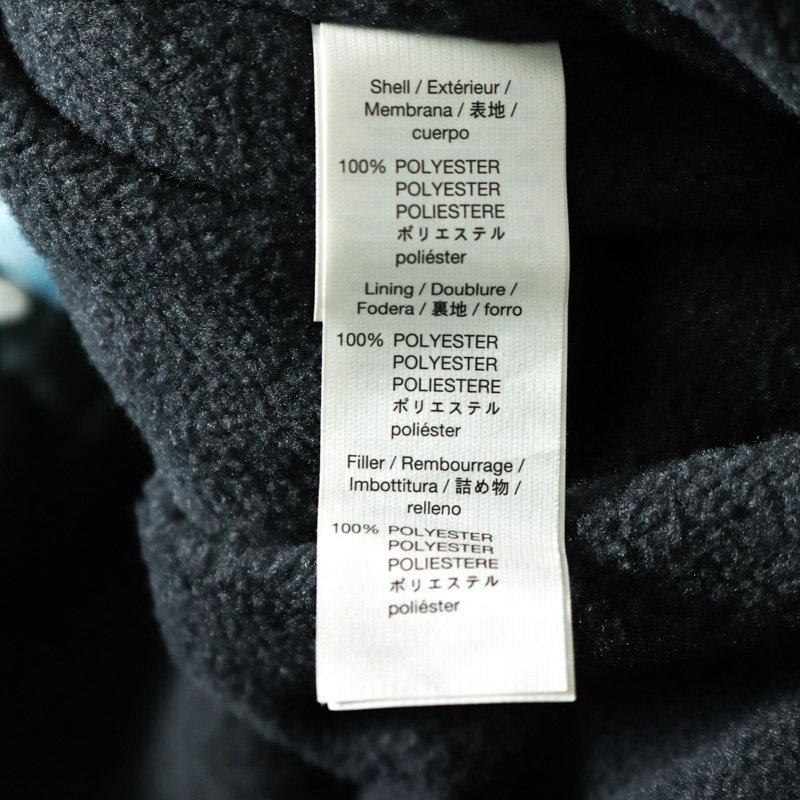 Shell / Extérieur /
Membrana / 表地 /
cuerpo
100% POLYESTER
POLYESTER
POLIESTERE
ポリエステル
poliéster
Lining / Doublure /
Fodera / 裏地 / forro
100% POLYESTER
POLYESTER
POLIESTERE
ポリエステル
poliéster
Filler / Rembourrage /
Imbottitura / 詰め物 /
relleno
100% POLYESTER
POLYESTER
POLIESTERE
ポリエステル
poliéster